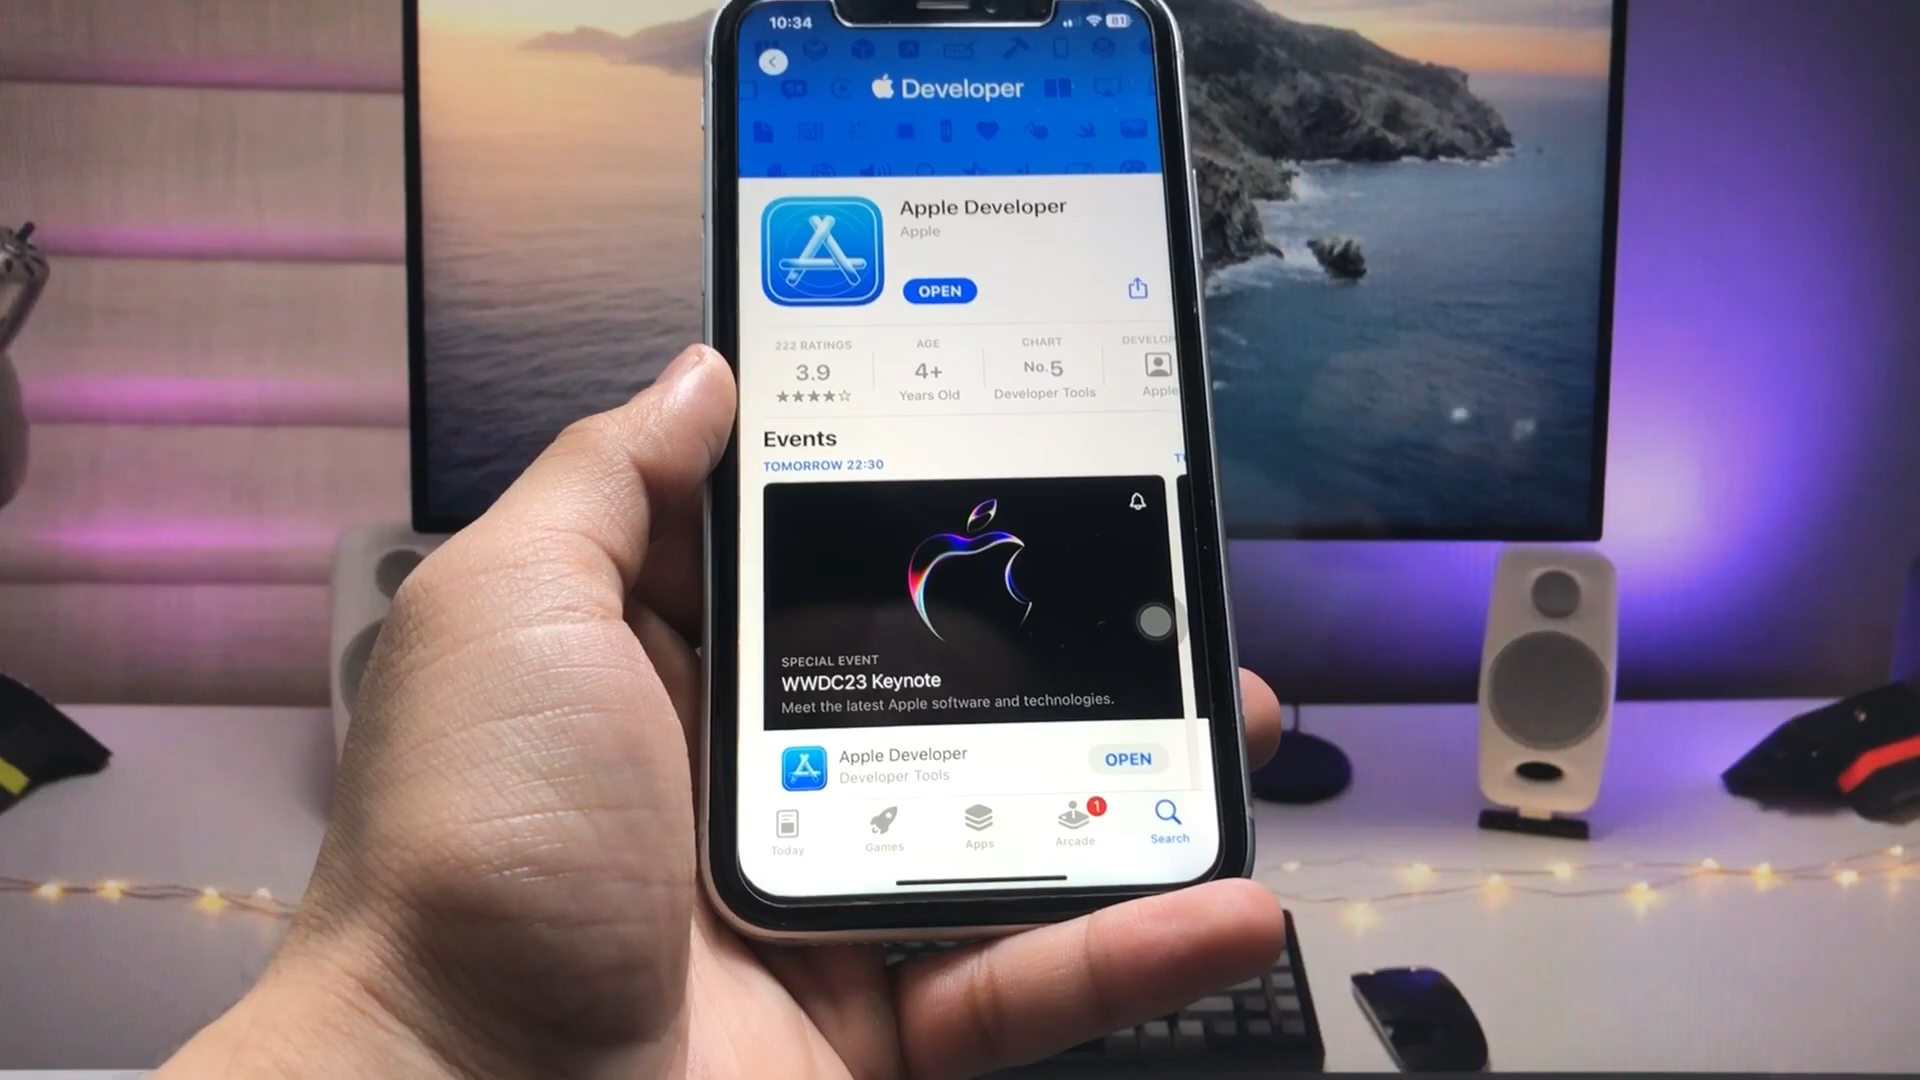 10:34
81
Developer
Apple Developer
Apple
OPEN
222 RATINGS
3.9
AGE
4+
Years Old
CHART
No.5
Developer Tools
DEVELOP
Apple
Events
TOMORROW 22:30
SPECIAL EVENT
WWDC23 Keynote
Meet the latest Apple software and technologies.
Apple Developer
Developer Tools
OPEN
Today
Games
Apps
Arcade
1
Search